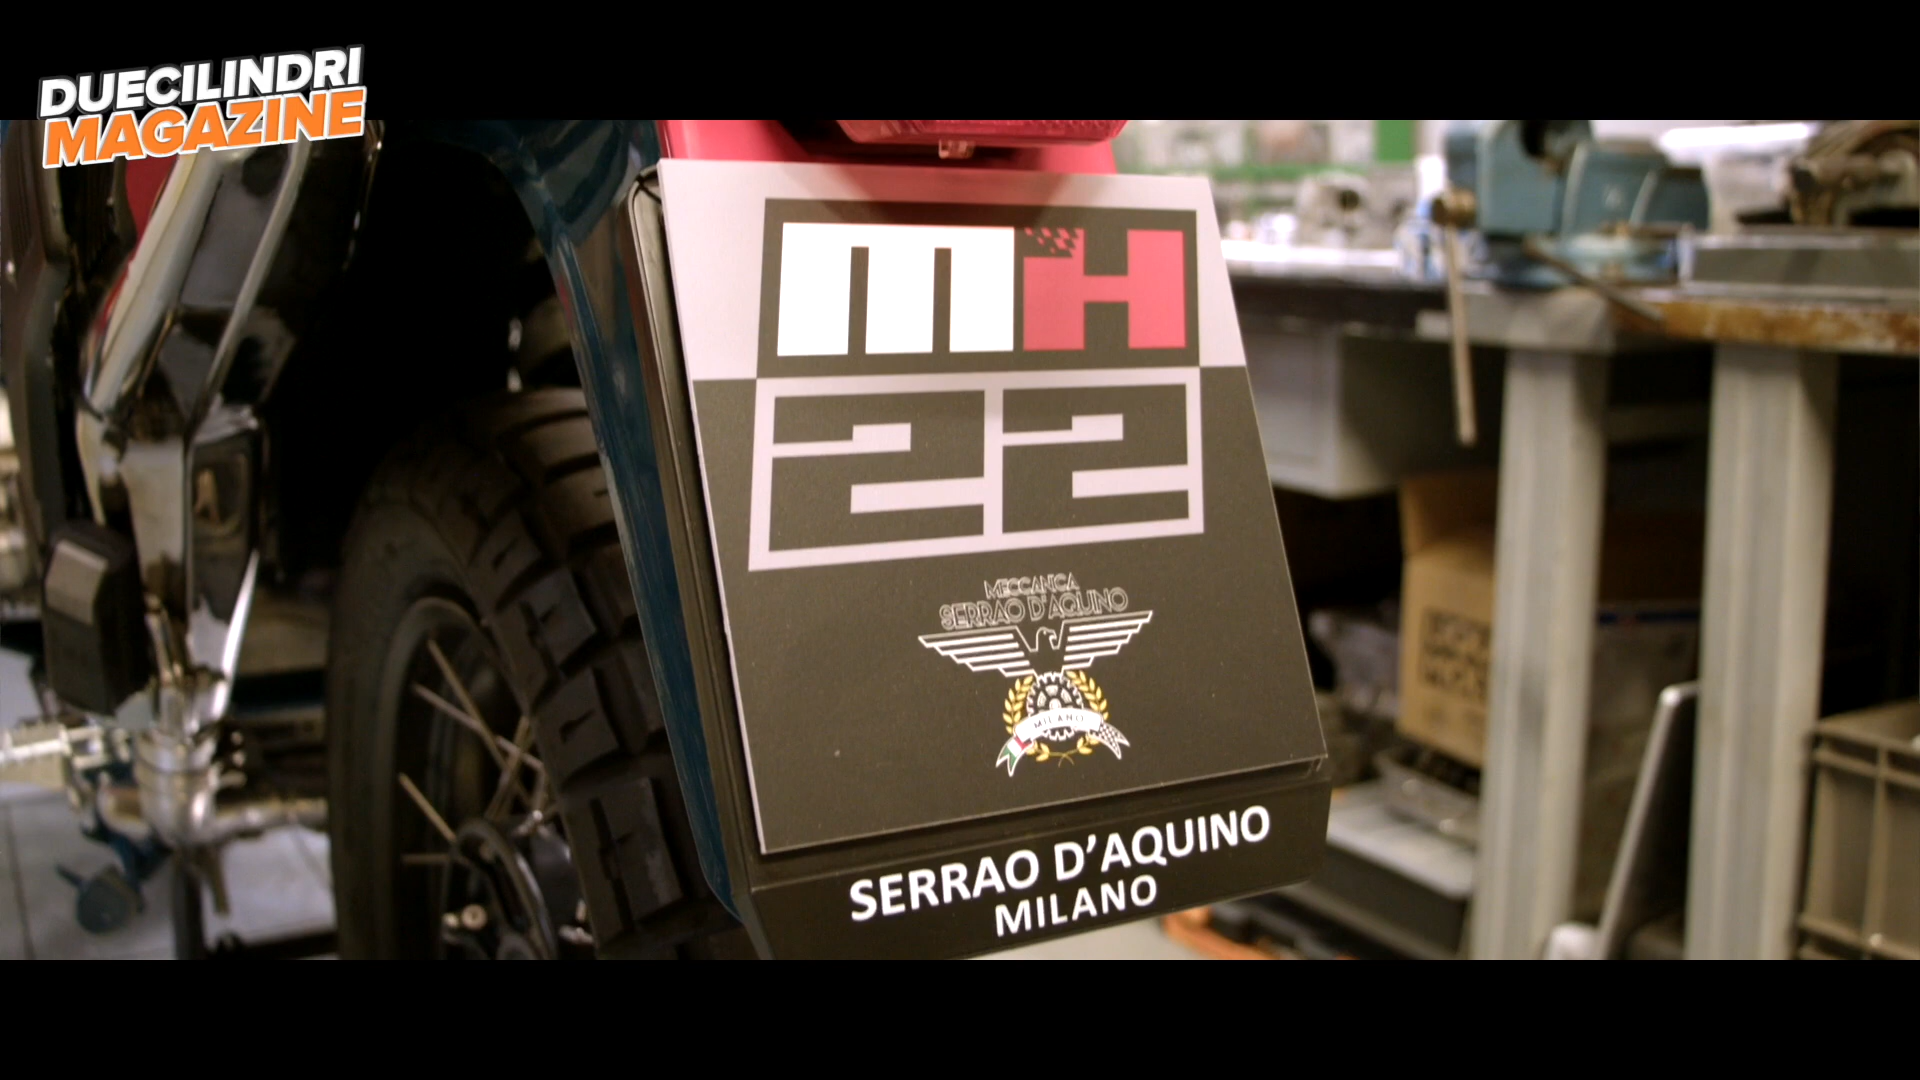 DUECILINDRI
MAGAZINE
MH
22
MECCANICA
SERRAO D'AQUINO
MILANO
SERRAO D'AQUINO
MILANO